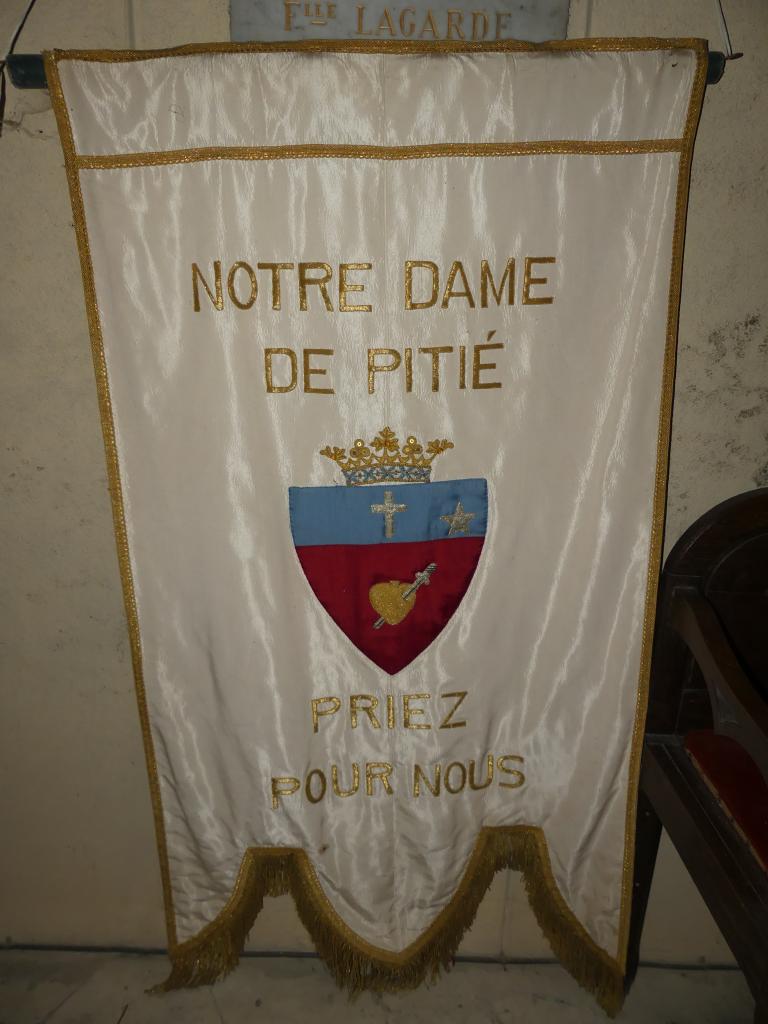 FLLE LAGARDE
NOTRE DAME
DE PITIÉ
PRIEZ
POUR NOUS